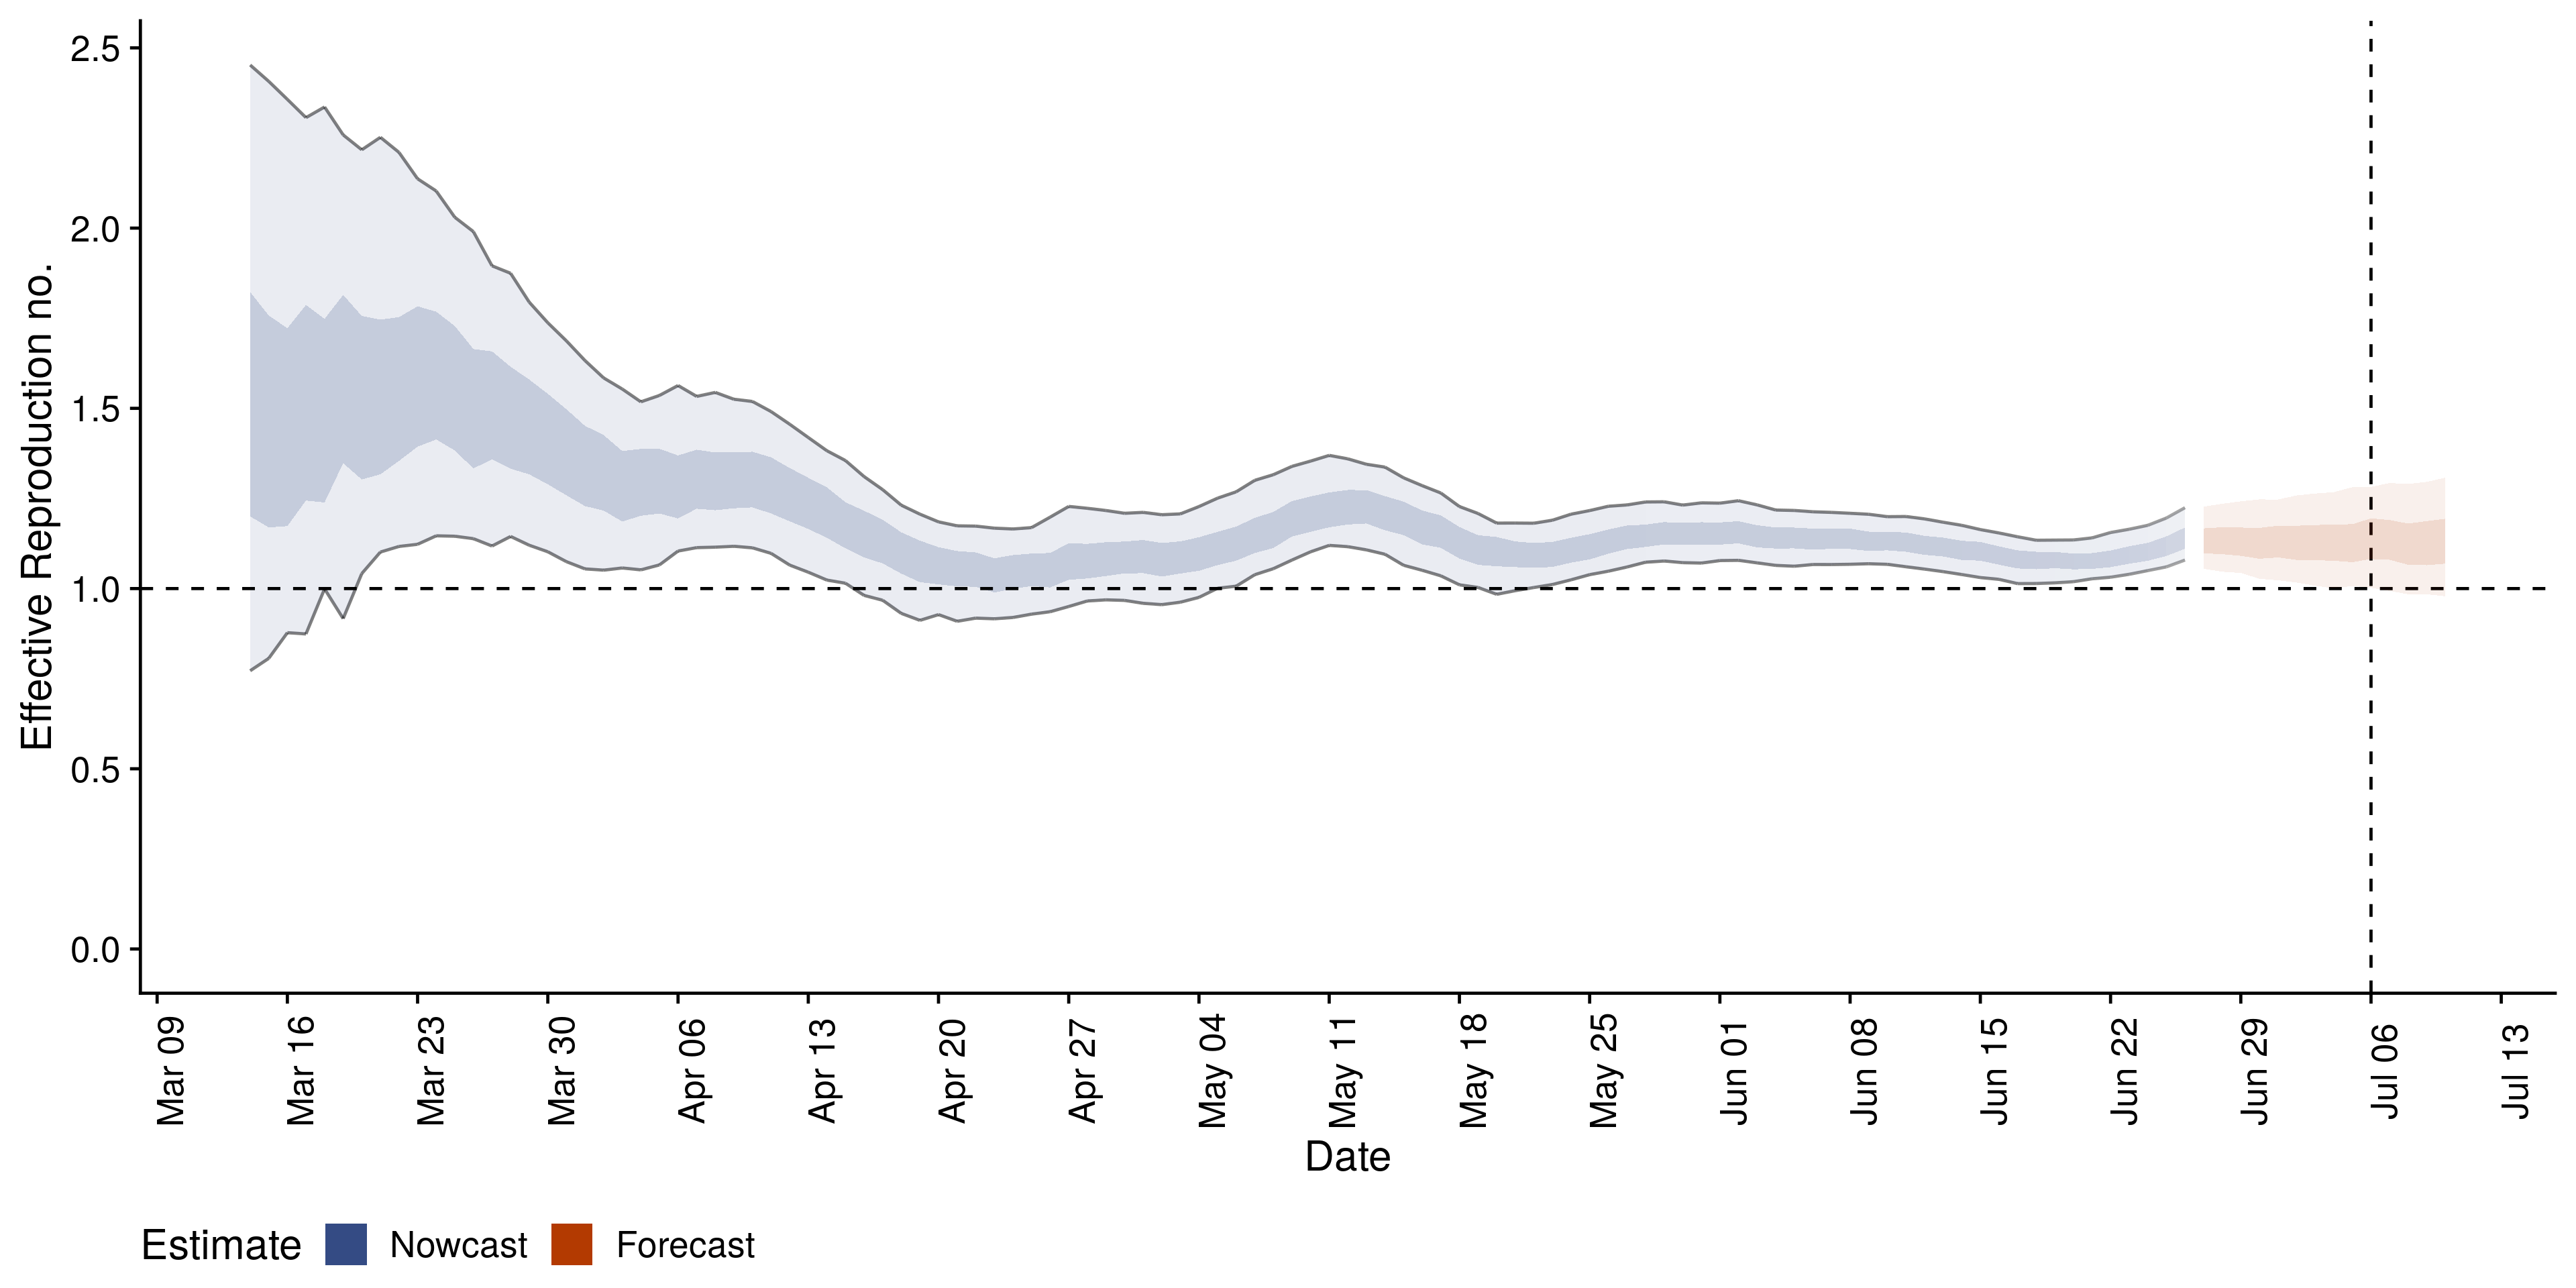 Effective Reproduction no.
2.5
2.0
1.5
1.0
0.5
0.0
Mar 09
Mar 16
Mar 23
Mar 30
Apr 06
Apr 13
Apr 20
Apr 27
May 04
May 11
May 18
May 25
Jun 01
Jun 08
Jun 15
Jun 22
Jun 29
Jul 06
Jul 13
Date
Estimate Nowcast Forecast